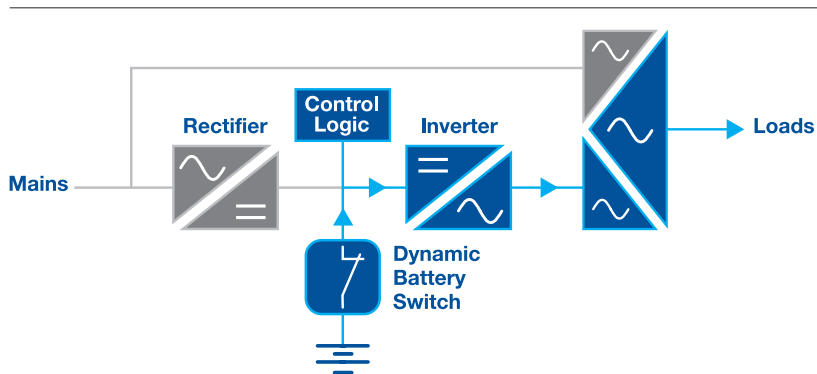 Control
Logic
Rectifier
Inverter
Loads
Mains
Dynamic
Battery
Switch